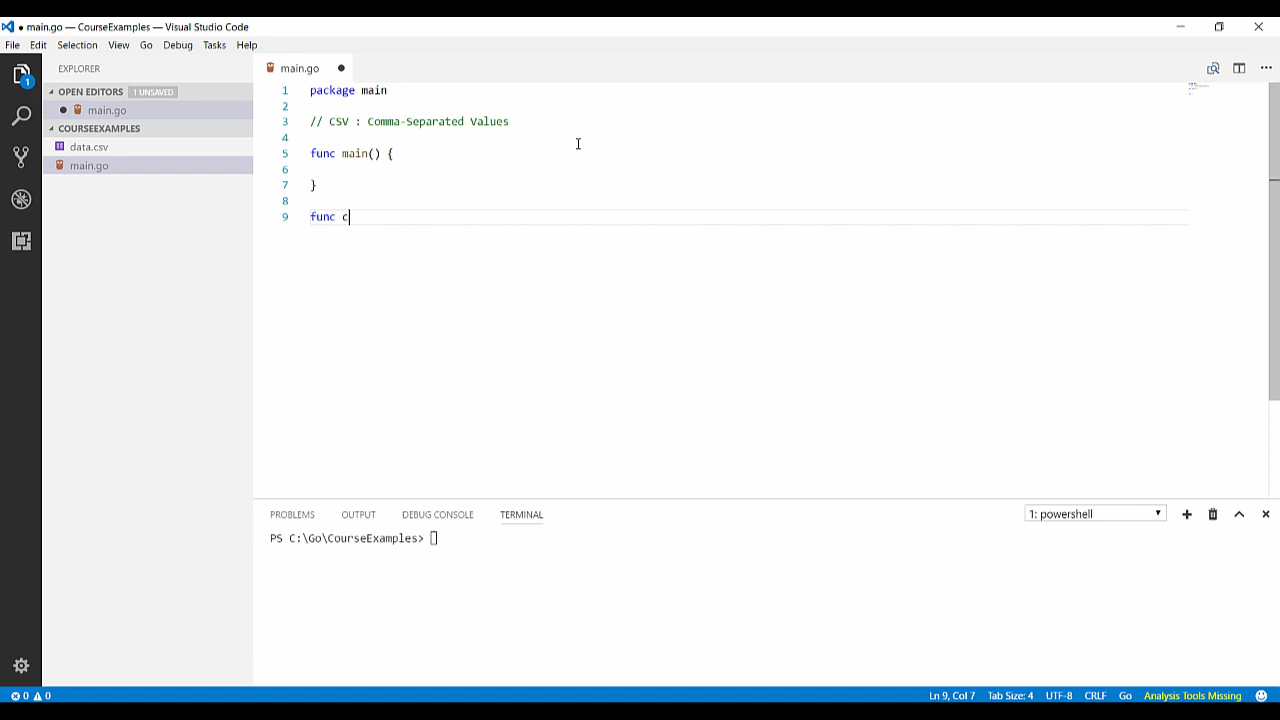 ● main.go — CourseExamples — Visual Studio Code
File Edit Selection View Go Debug Tasks Help
1
EXPLORER
OPEN EDITORS 1 UNSAVED
● main.go
COURSEEXAMPLES
data.csv
main.go
main.go ●
1 package main
2
3 // CSV : Comma-Separated Values
4
5 func main() {
6
7 }
8
9 func c
PROBLEMS OUTPUT DEBUG CONSOLE TERMINAL 1: powershell
PS C:\Go\CourseExamples>
0 0 Ln 9, Col 7 Tab Size: 4 UTF-8 CRLF Go Analysis Tools Missing